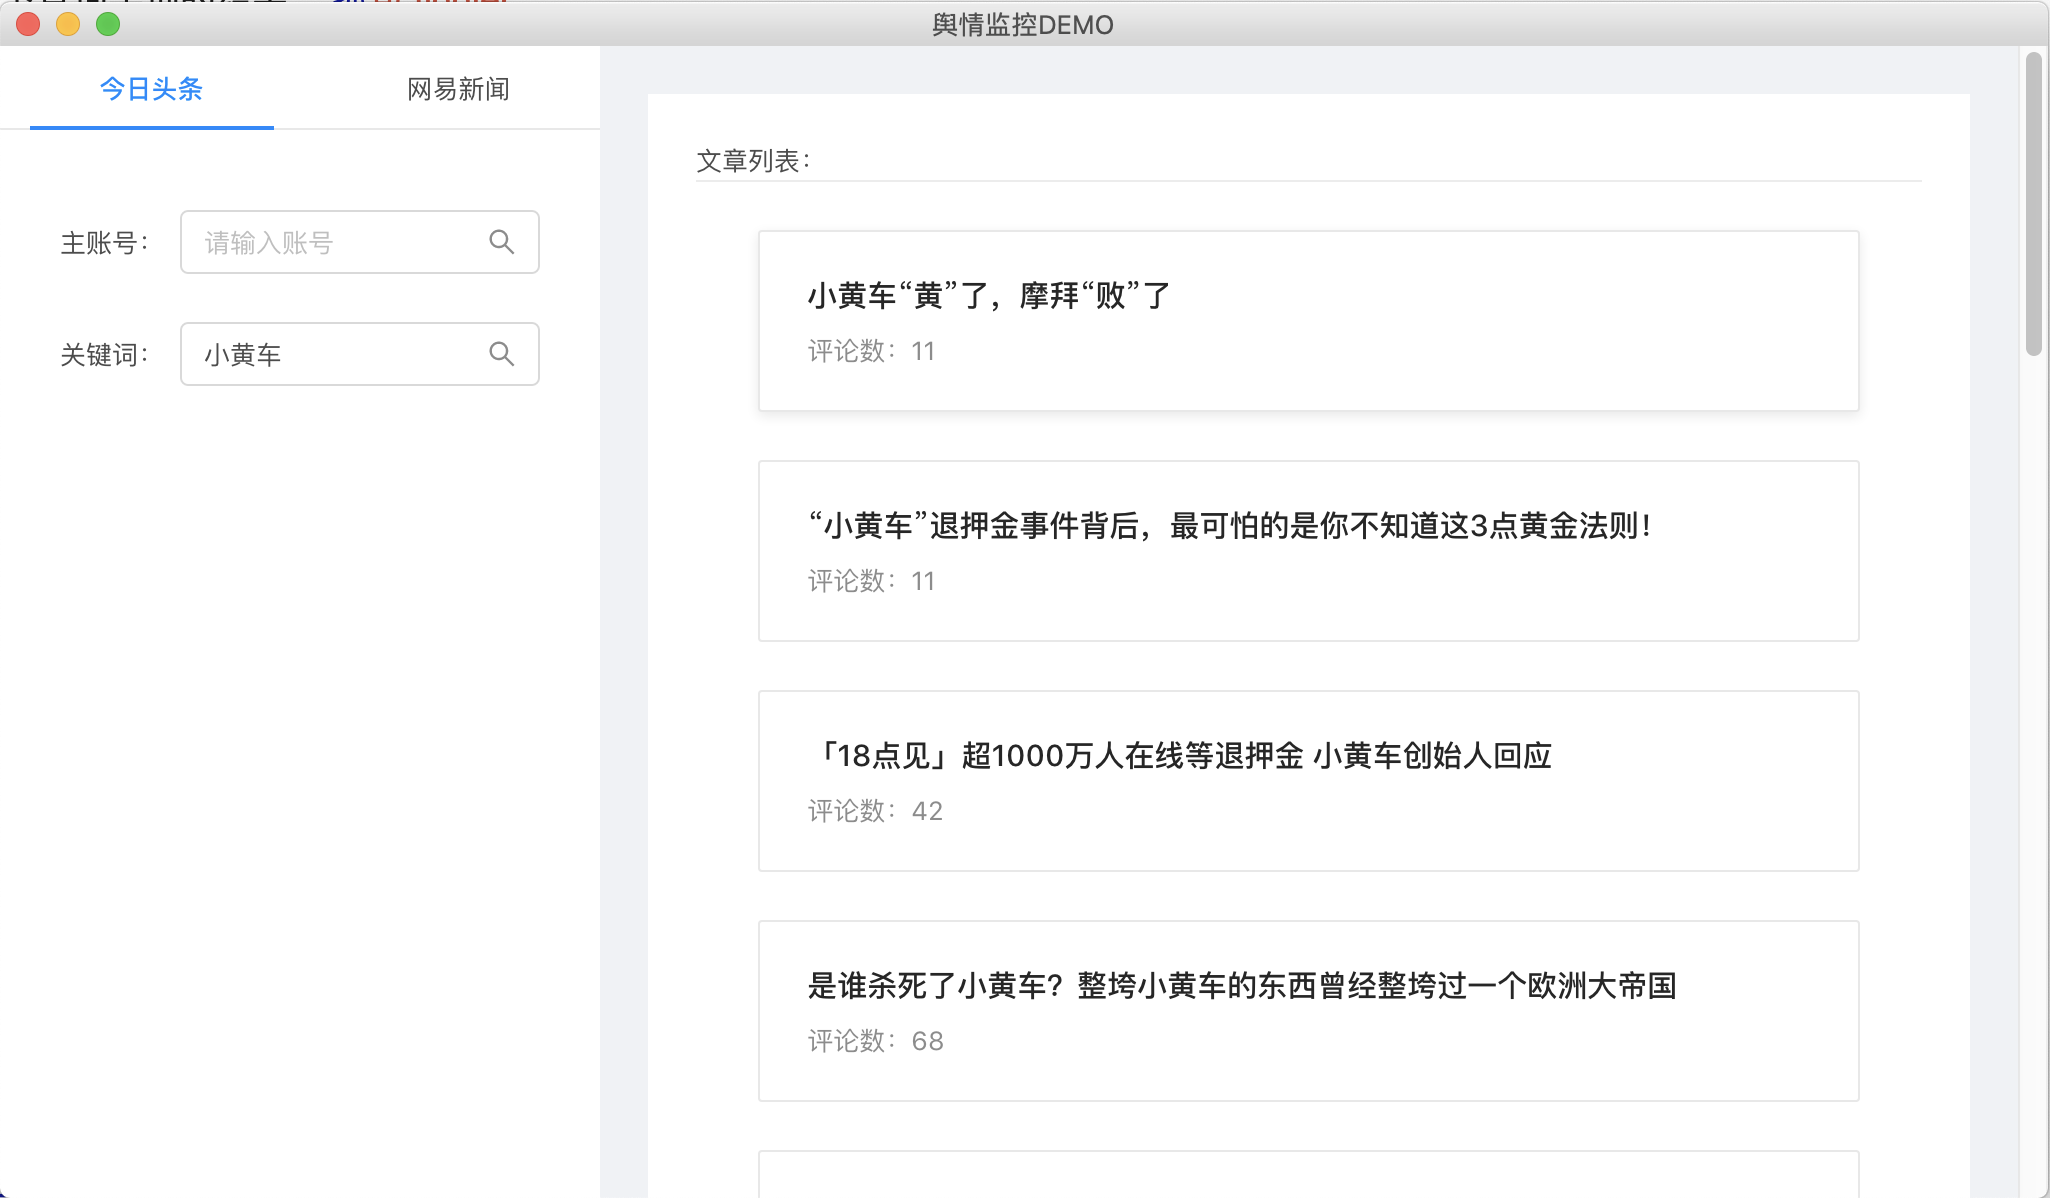 舆情监控DEMO
今日头条
网易新闻
主账号：
请输入账号
关键词：
小黄车
文章列表：
小黄车“黄”了，摩拜“败”了
评论数：11
“小黄车”退押金事件背后，最可怕的是你不知道这3点黄金法则！
评论数：11
「18点见」超1000万人在线等退押金 小黄车创始人回应
评论数：42
是谁杀死了小黄车？整垮小黄车的东西曾经整垮过一个欧洲大帝国
评论数：68